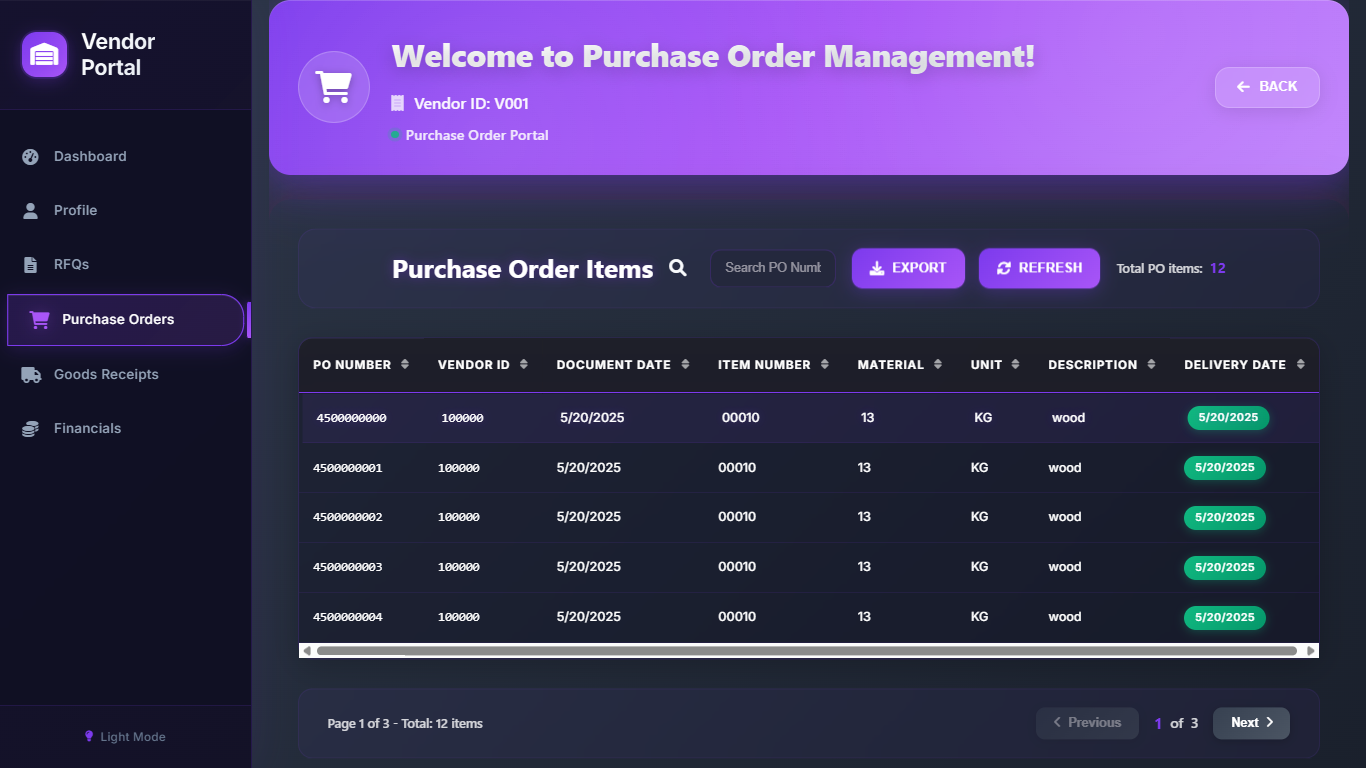 Vendor
Portal
Dashboard
Profile
RFQs
Purchase Orders
Goods Receipts
Financials
Light Mode
Welcome to Purchase Order Management!
Vendor ID: V001
Purchase Order Portal
BACK
Purchase Order Items
Search PO Numb
EXPORT
REFRESH
Total PO items: 12
PO NUMBER VENDOR ID DOCUMENT DATE ITEM NUMBER MATERIAL UNIT DESCRIPTION DELIVERY DATE
4500000000 100000 5/20/2025 00010 13 KG wood 5/20/2025
4500000001 100000 5/20/2025 00010 13 KG wood 5/20/2025
4500000002 100000 5/20/2025 00010 13 KG wood 5/20/2025
4500000003 100000 5/20/2025 00010 13 KG wood 5/20/2025
4500000004 100000 5/20/2025 00010 13 KG wood 5/20/2025
Page 1 of 3 - Total: 12 items
Previous
1 of 3
Next